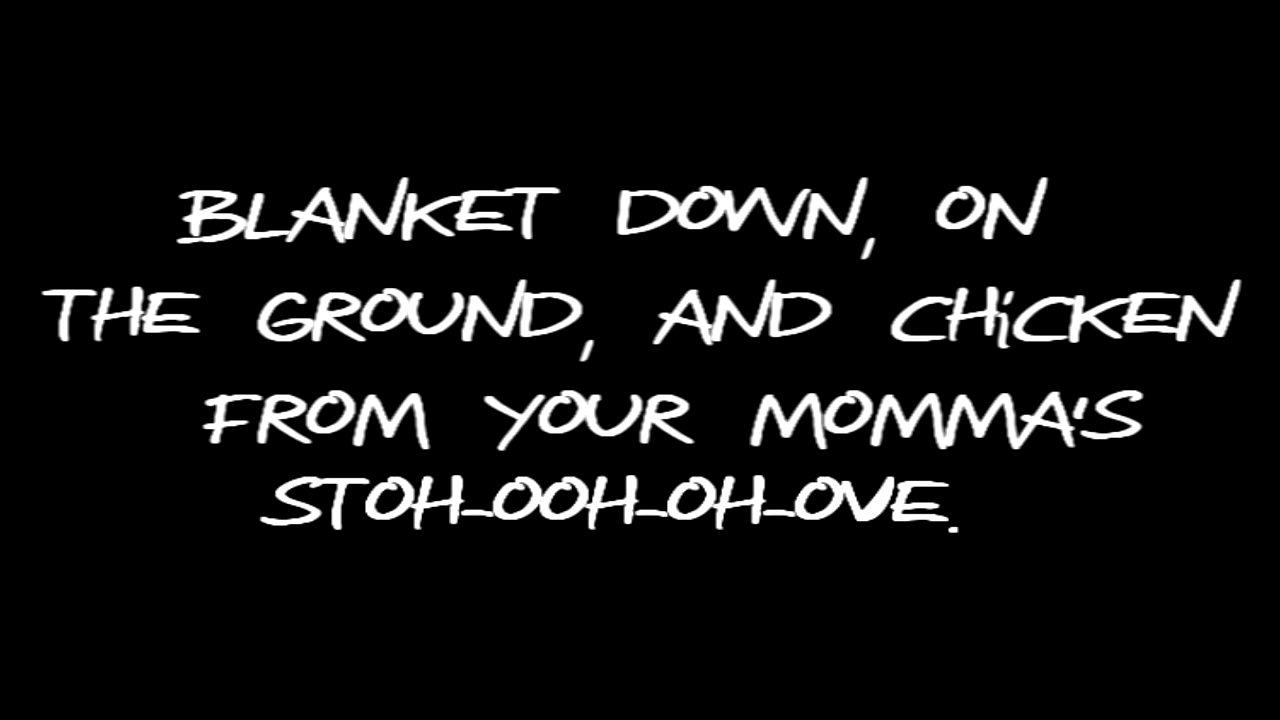 BLANKET DOWN, ON
THE GROUND, AND CHiCKEN
FROM YOUR MOMMA'S
STOH-OOH-OH-OVE.